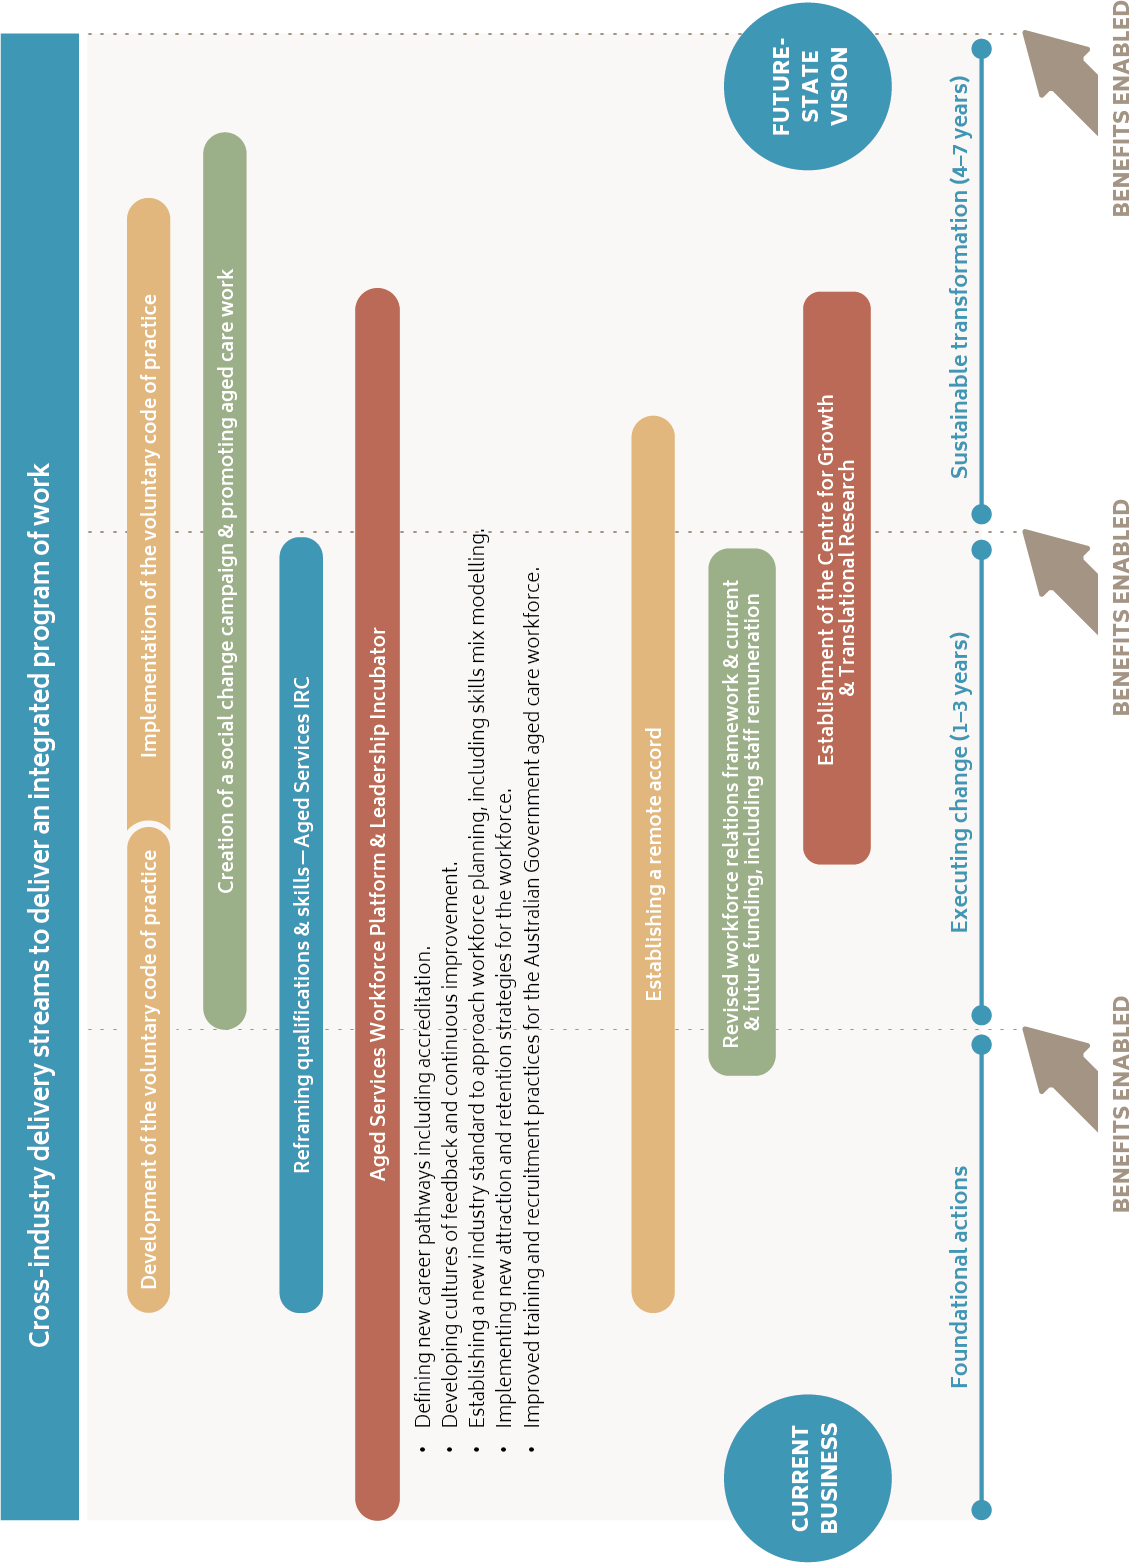 Cross-industry delivery streams to deliver an integrated program of work
Development of the voluntary code of practice
Implementation of the voluntary code of practice
Creation of a social change campaign & promoting aged care work
Reframing qualifications & skills—Aged Services IRC
Aged Services Workforce Platform & Leadership Incubator
• Defining new career pathways including accreditation.
• Developing cultures of feedback and continuous improvement.
• Establishing a new industry standard to approach workforce planning, including skills mix modelling.
• Implementing new attraction and retention strategies for the workforce.
• Improved training and recruitment practices for the Australian Government aged care workforce.
Establishing a remote accord
Revised workforce relations framework & current
& future funding, including staff remuneration
Establishment of the Centre for Growth
& Translational Research
CURRENT
BUSINESS
FUTURE-
STATE
VISION
Foundational actions
Executing change (1–3 years)
Sustainable transformation (4–7 years)
BENEFITS ENABLED
BENEFITS ENABLED
BENEFITS ENABLED